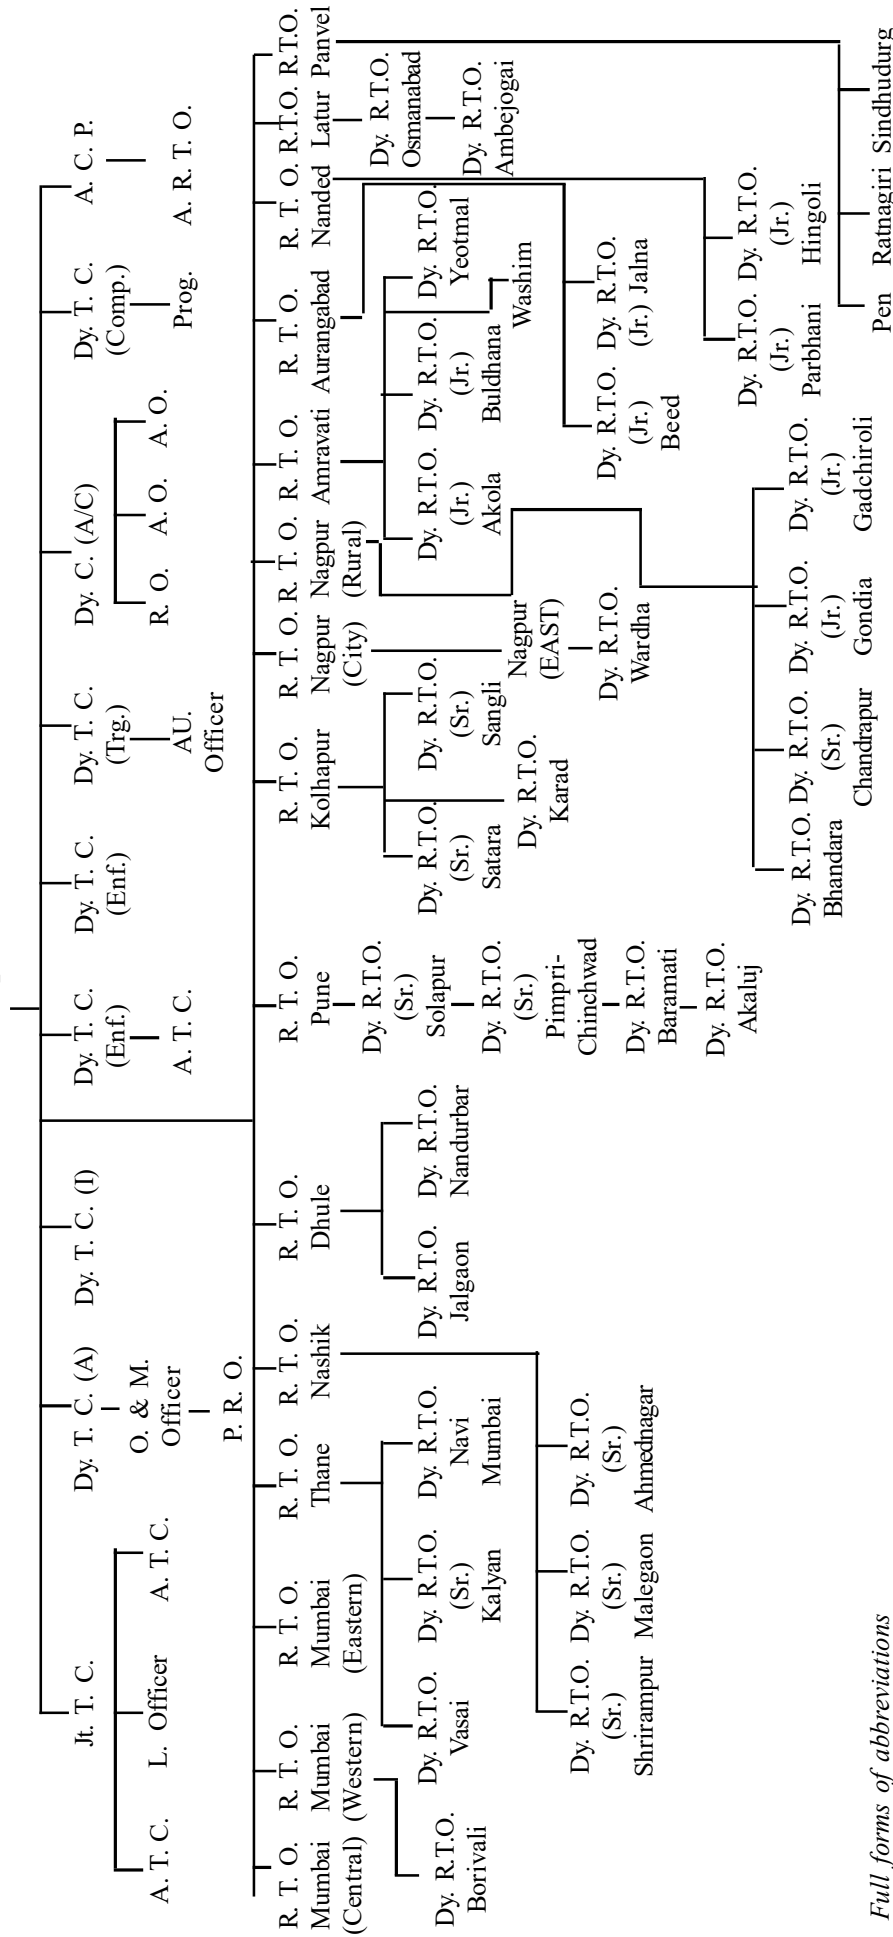 Jt. T. C.
A. T. C.
L. Officer
A. T. C.
Dy. T. C. (A)
O. & M.
Officer
P. R. O.
Dy. T. C. (I)
Dy. T. C.
(Enf.)
A. T. C.
Dy. T. C.
(Enf.)
Dy. T. C.
(Trg.)
AU.
Officer
Dy. C. (A/C)
R. O.
A. O.
A. O.
Dy. T. C.
(Comp.)
Prog.
A. C. P.
A. R. T. O.
R. T. O.
Mumbai
(Central)
R. T. O.
Mumbai
(Western)
Dy. R.T.O.
Borivali
R. T. O.
Mumbai
(Eastern)
R. T. O.
Thane
Dy. R.T.O.
Vasai
Dy. R.T.O.
(Sr.)
Kalyan
Dy. R.T.O.
Navi
Mumbai
R. T. O.
Nashik
Dy. R.T.O.
(Sr.)
Shrirampur
Dy. R.T.O.
(Sr.)
Malegaon
Dy. R.T.O.
(Sr.)
Ahmednagar
R. T. O.
Dhule
Dy. R.T.O.
Jalgaon
Dy. R.T.O.
Nandurbar
R. T. O.
Pune
Dy. R.T.O.
(Sr.)
Solapur
Dy. R.T.O.
(Sr.)
Pimpri-
Chinchwad
Dy. R.T.O.
Baramati
Dy. R.T.O.
Akaluj
R. T. O.
Kolhapur
Dy. R.T.O.
(Sr.)
Satara
Dy. R.T.O.
Karad
Dy. R.T.O.
(Sr.)
Sangli
R. T. O.
Nagpur
(City)
Nagpur
(EAST)
Dy. R.T.O.
Wardha
R. T. O.
Nagpur
(Rural)
Dy. R.T.O.
Bhandara
Dy. R.T.O.
(Sr.)
Chandrapur
Dy. R.T.O.
(Jr.)
Gondia
Dy. R.T.O.
(Jr.)
Gadchiroli
R. T. O.
Amravati
Dy. R.T.O.
(Jr.)
Akola
Dy. R.T.O.
(Jr.)
Buldhana
Washim
Dy. R.T.O.
Yeotmal
R. T. O.
Aurangabad
Dy. R.T.O.
(Jr.)
Beed
Dy. R.T.O.
(Jr.) Jalna
R. T. O.
Nanded
Dy. R.T.O.
(Jr.)
Parbhani
Dy. R.T.O.
(Jr.)
Hingoli
R.T.O.
Latur
Dy. R.T.O.
Osmanabad
Dy. R.T.O.
Ambejogai
R.T.O.
Panvel
Pen
Ratnagiri
Sindhudurg
Full forms of abbreviations